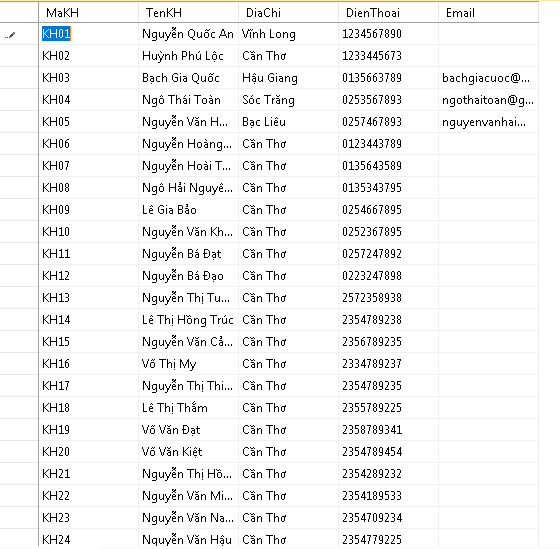 MaKH TenKH DiaChi DienThoai Email
KH01 Nguyễn Quốc An Vĩnh Long 1234567890
KH02 Huỳnh Phú Lộc Cần Thơ 1233445673
KH03 Bạch Gia Quốc Hậu Giang 0135663789 bachgiacuoc@...
KH04 Ngô Thái Toàn Sóc Trăng 0253567893 ngothaitoan@g...
KH05 Nguyễn Văn H... Bạc Liêu 0257467893 nguyenvanhai...
KH06 Nguyễn Hoàng... Cần Thơ 0123443789
KH07 Nguyễn Hoài T... Cần Thơ 0135643589
KH08 Ngô Hải Nguyê... Cần Thơ 0135343795
KH09 Lê Gia Bảo Cần Thơ 0254667895
KH10 Nguyễn Văn Kh... Cần Thơ 0252367895
KH11 Nguyễn Bá Đạt Cần Thơ 0257247892
KH12 Nguyễn Bá Đạo Cần Thơ 0223247898
KH13 Nguyễn Thị Tu... Cần Thơ 2572358938
KH14 Lê Thị Hồng Trúc Cần Thơ 2354789238
KH15 Nguyễn Văn Cả... Cần Thơ 2356789235
KH16 Võ Thị My Cần Thơ 2334789237
KH17 Nguyễn Thị Thi... Cần Thơ 2354789235
KH18 Lê Thị Thắm Cần Thơ 2355789225
KH19 Võ Văn Đạt Cần Thơ 2358789341
KH20 Võ Văn Kiệt Cần Thơ 2354789454
KH21 Nguyễn Thị Hồ... Cần Thơ 2354289232
KH22 Nguyễn Văn Mi... Cần Thơ 2354189533
KH23 Nguyễn Văn Na... Cần Thơ 2354709234
KH24 Nguyễn Văn Hậu Cần Thơ 2354779225